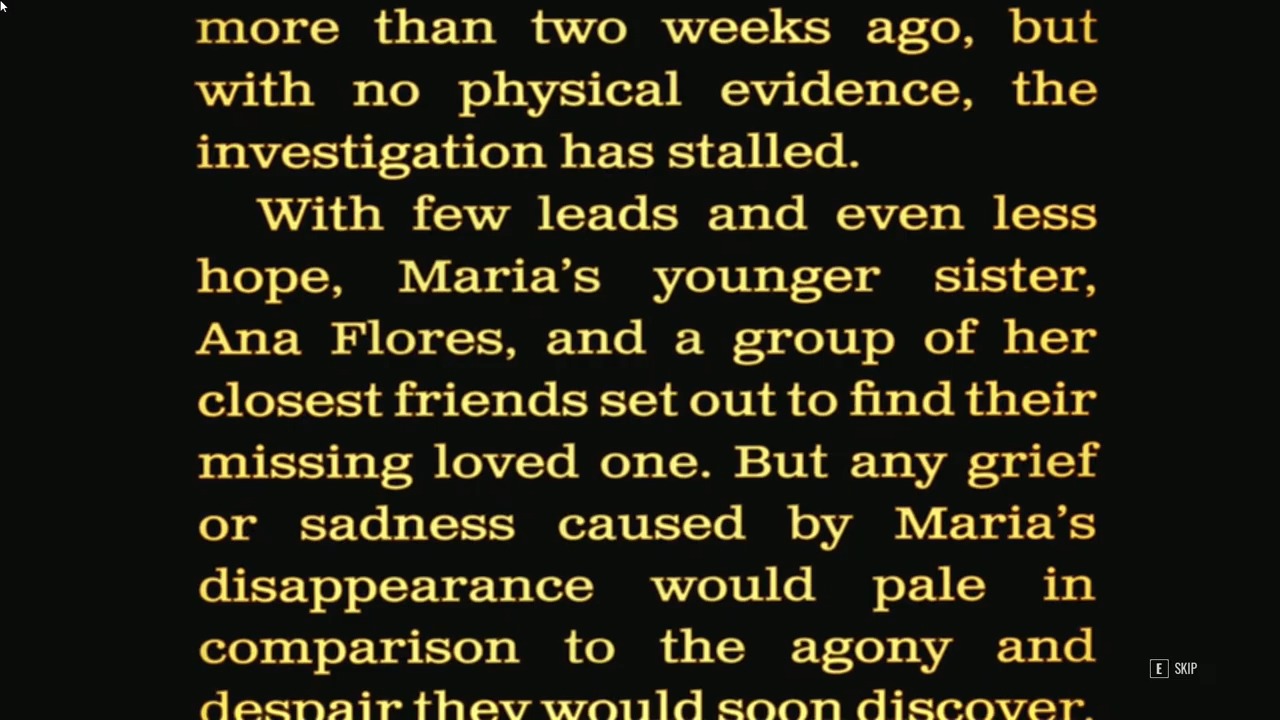 more than two weeks ago, but
with no physical evidence, the
investigation has stalled.
With few leads and even less
hope, Maria’s younger sister,
Ana Flores, and a group of her
closest friends set out to find their
missing loved one. But any grief
or sadness caused by Maria’s
disappearance would pale in
comparison to the agony and
despair they would soon discover.
E SKIP